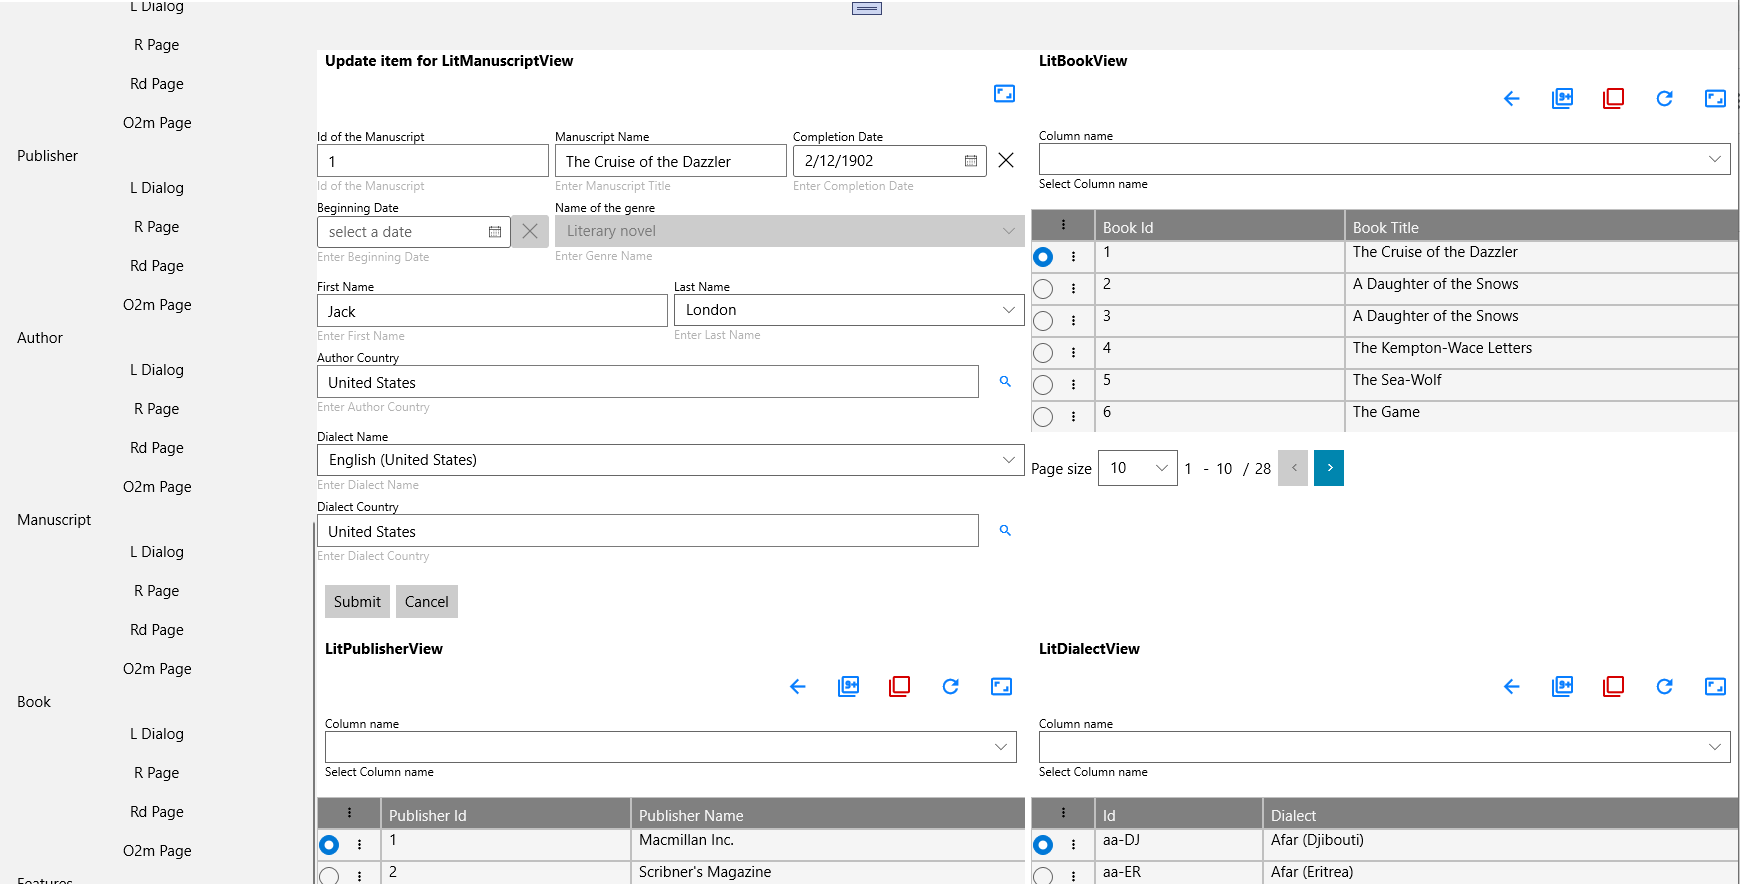 L Dialog
R Page
Rd Page
O2m Page
Publisher
L Dialog
R Page
Rd Page
O2m Page
Author
L Dialog
R Page
Rd Page
O2m Page
Manuscript
L Dialog
R Page
Rd Page
O2m Page
Book
L Dialog
R Page
Rd Page
O2m Page
Features
Update item for LitManuscriptView
Id of the Manuscript Manuscript Name Completion Date
1 The Cruise of the Dazzler 2/12/1902
Id of the Manuscript Enter Manuscript Title Enter Completion Date
Beginning Date Name of the genre
select a date Literary novel
Enter Beginning Date Enter Genre Name
First Name Last Name
Jack London
Enter First Name Enter Last Name
Author Country
United States
Enter Author Country
Dialect Name
English (United States)
Enter Dialect Name
Dialect Country
United States
Enter Dialect Country
Submit Cancel
LitBookView
9+
Column name
Select Column name
Book Id Book Title
1 The Cruise of the Dazzler
2 A Daughter of the Snows
3 A Daughter of the Snows
4 The Kempton-Wace Letters
5 The Sea-Wolf
6 The Game
Page size 10 1 - 10 / 28
LitPublisherView
9+
Column name
Select Column name
Publisher Id Publisher Name
1 Macmillan Inc.
2 Scribner's Magazine
LitDialectView
9+
Column name
Select Column name
Id Dialect
aa-DJ Afar (Djibouti)
aa-ER Afar (Eritrea)